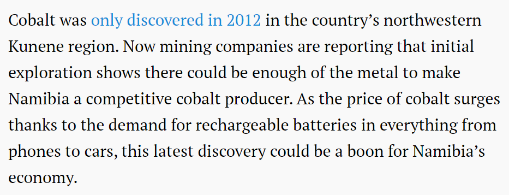 Cobalt was only discovered in 2012 in the country’s northwestern
Kunene region. Now mining companies are reporting that initial
exploration shows there could be enough of the metal to make
Namibia a competitive cobalt producer. As the price of cobalt surges
thanks to the demand for rechargeable batteries in everything from
phones to cars, this latest discovery could be a boon for Namibia’s
economy.